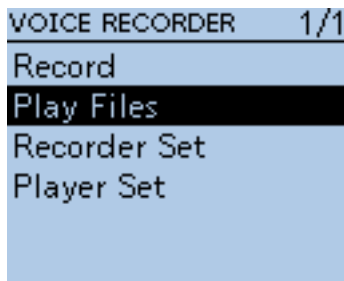 VOICE RECORDER 1/1
Record
Play Files
Recorder Set
Player Set